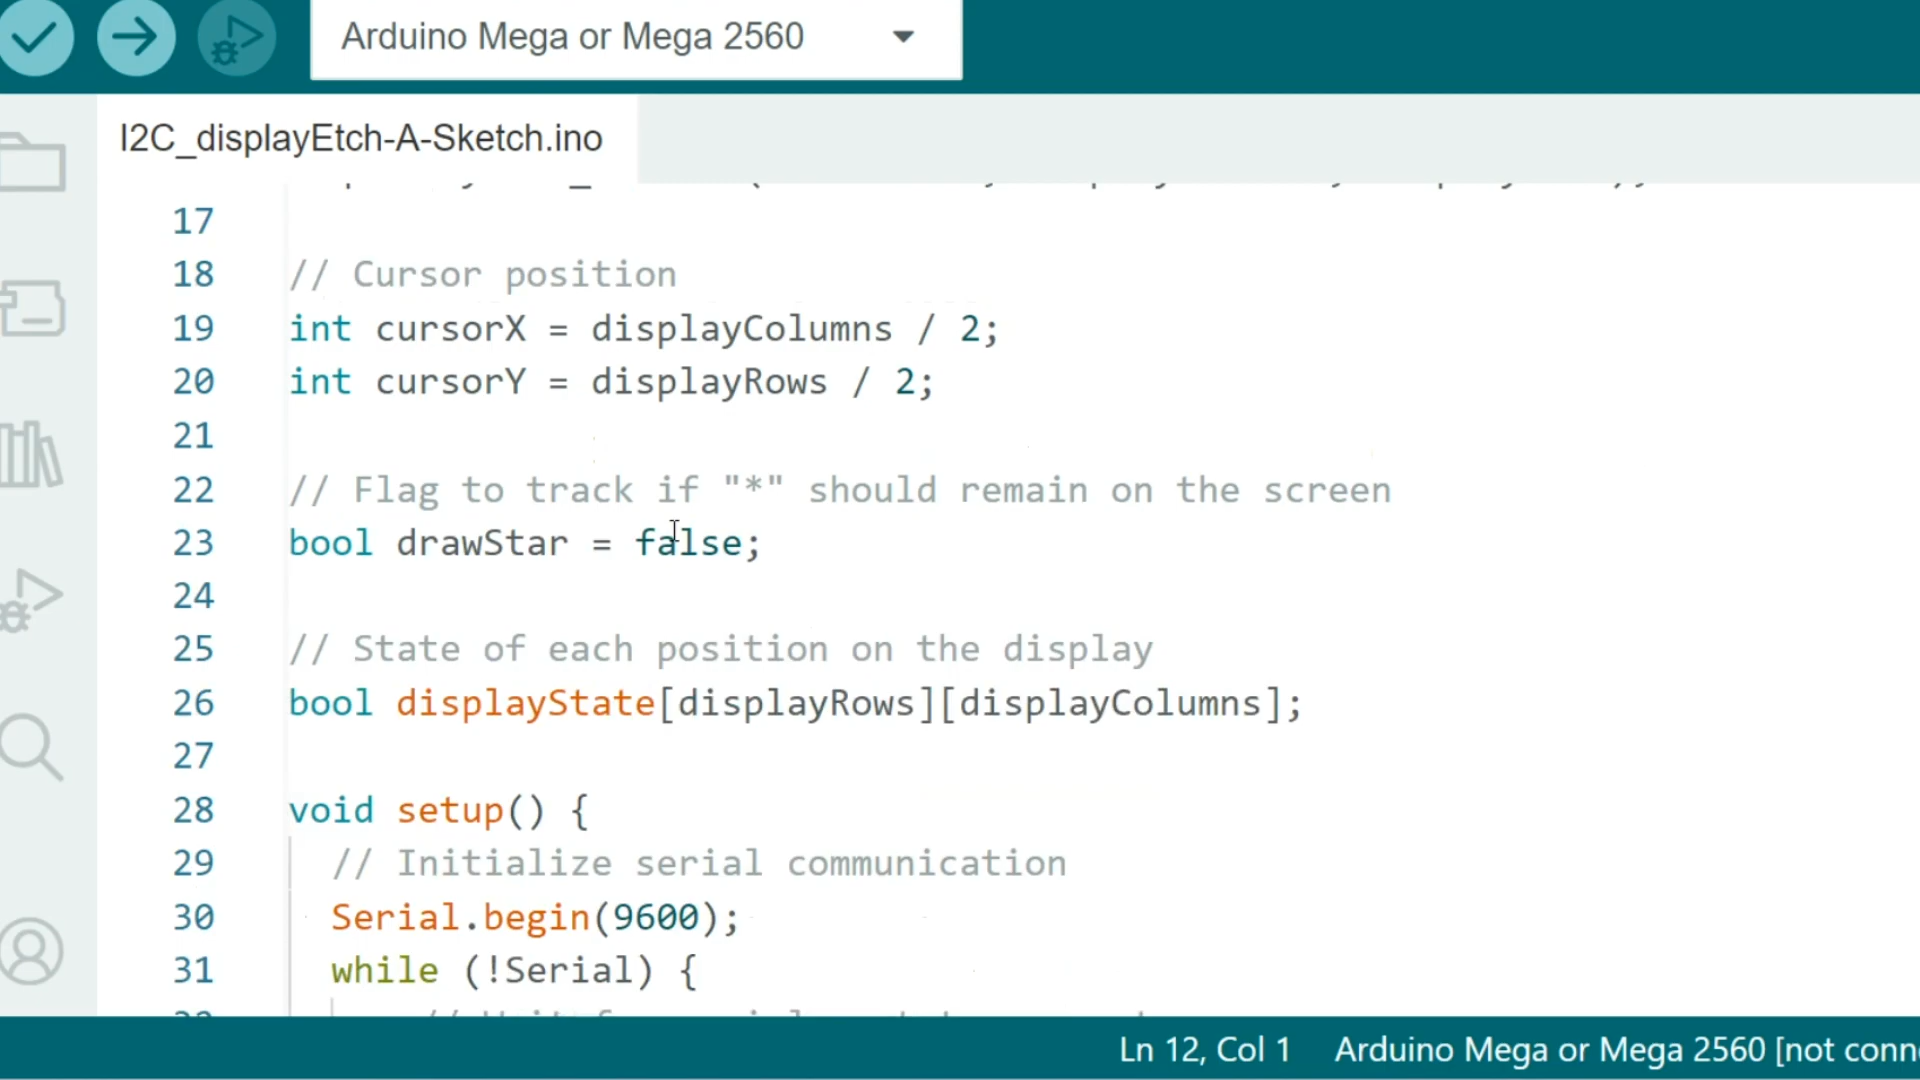 Arduino Mega or Mega 2560
I2C_displayEtch-A-Sketch.ino
17
18 // Cursor position
19 int cursorX = displayColumns / 2;
20 int cursorY = displayRows / 2;
21
22 // Flag to track if "*" should remain on the screen
23 bool drawStar = false;
24
25 // State of each position on the display
26 bool displayState[displayRows][displayColumns];
27
28 void setup() {
29 // Initialize serial communication
30 Serial.begin(9600);
31 while (!Serial) {
Ln 12, Col 1 Arduino Mega or Mega 2560 [not conn